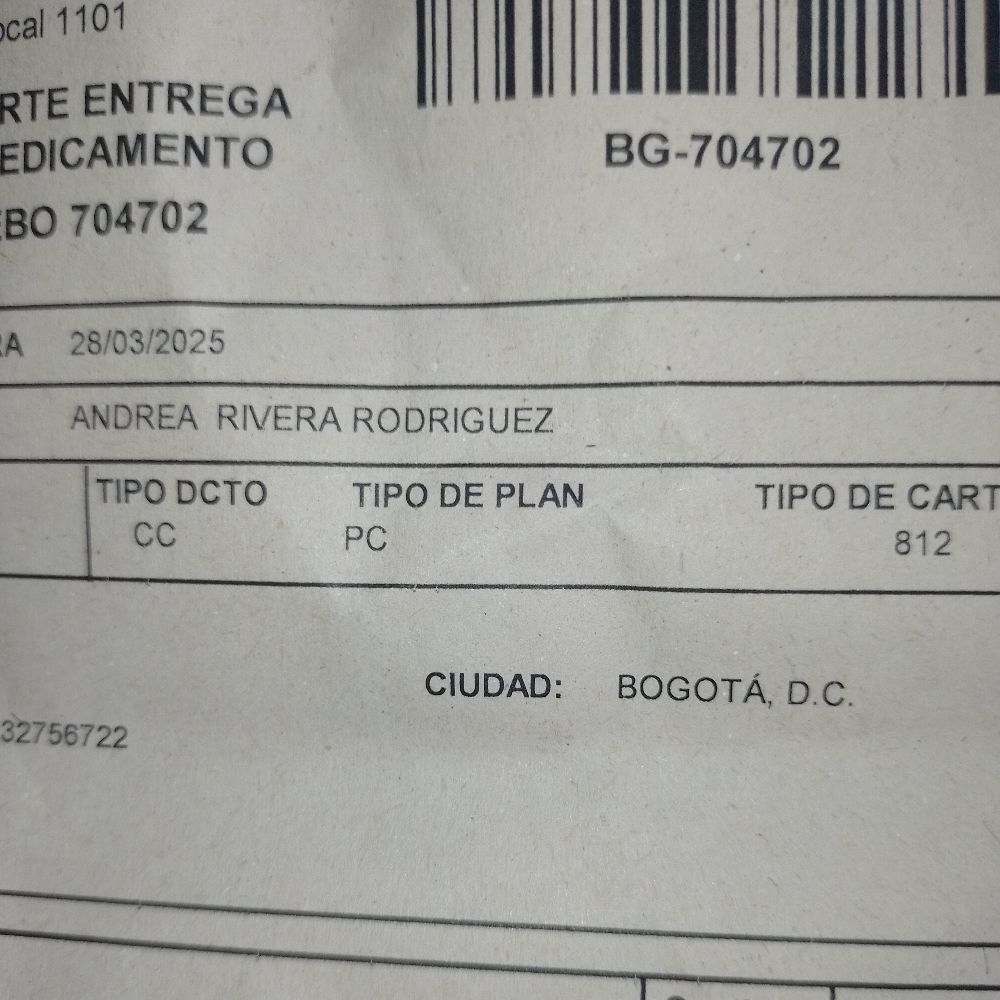 ocal 1101
RTE ENTREGA
EDICAMENTO
BG-704702
EBO 704702
RA 28/03/2025
ANDREA RIVERA RODRIGUEZ
TIPO DCTO TIPO DE PLAN TIPO DE CART
CC PC 812
CIUDAD: BOGOTÁ, D.C.
32756722